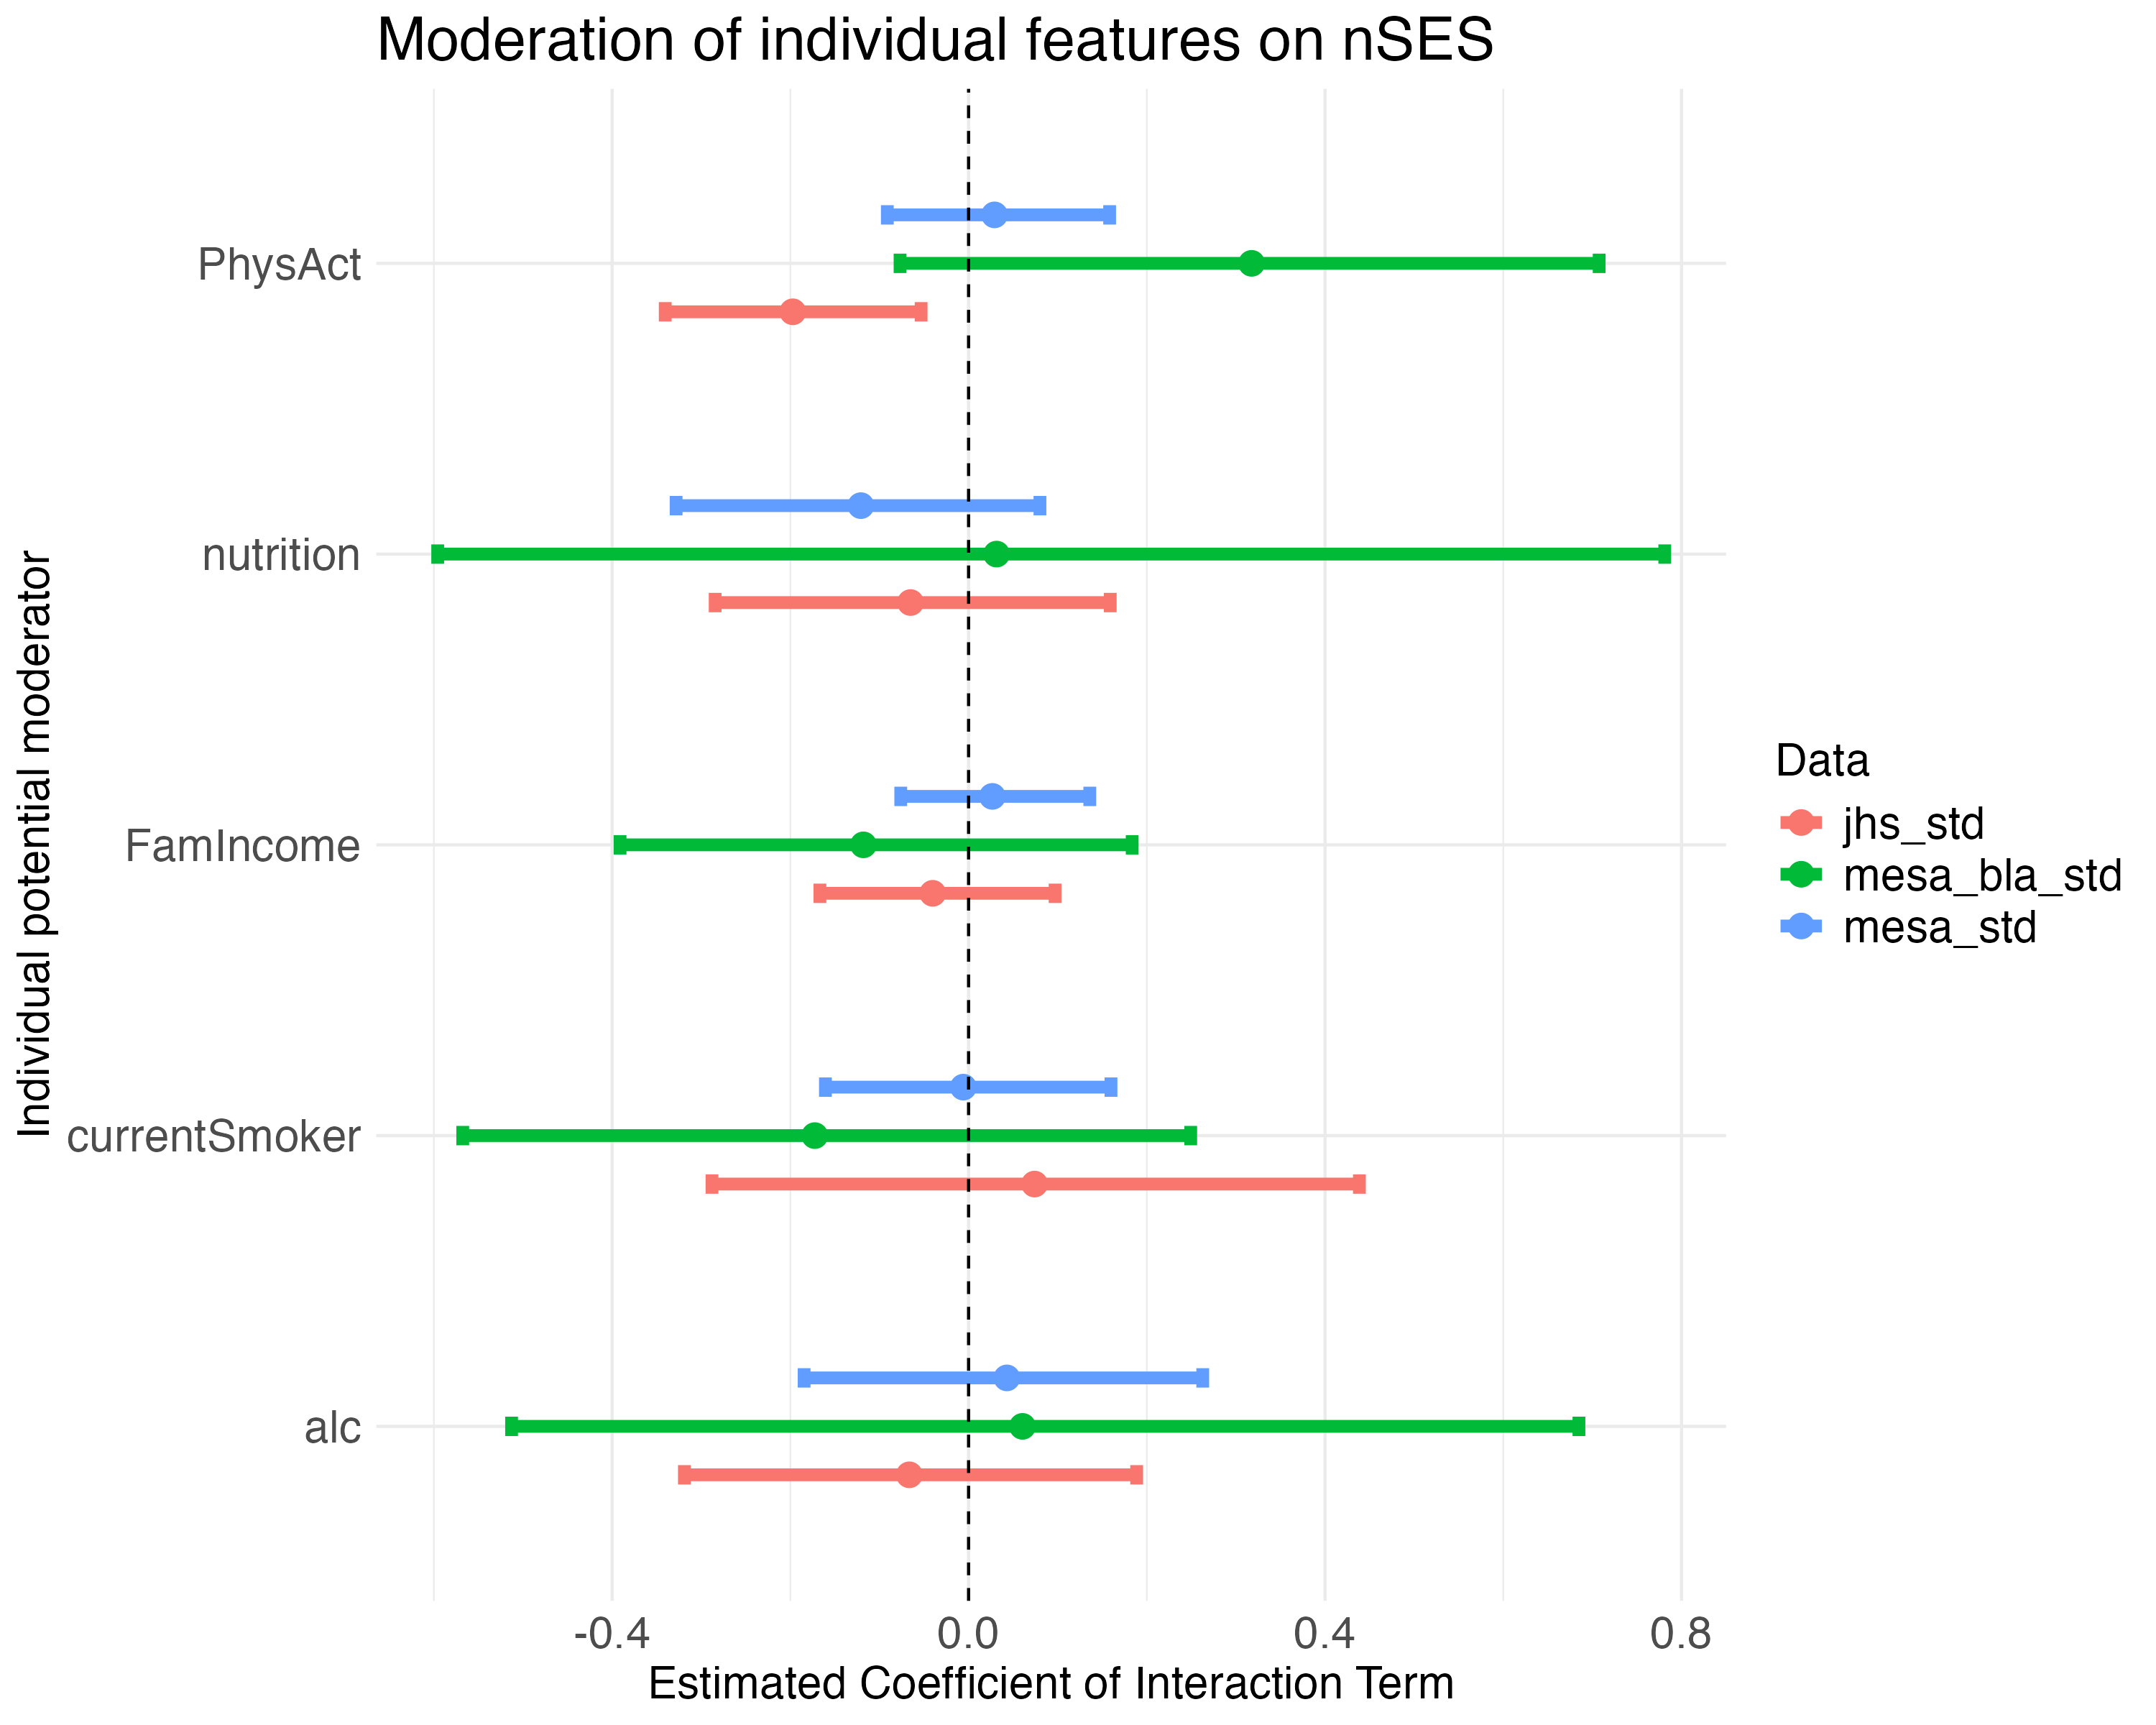 Moderation of individual features on nSES
Individual potential moderator
PhysAct
nutrition
FamIncome
currentSmoker
alc
-0.4
0.0
0.4
0.8
Estimated Coefficient of Interaction Term
Data
jhs_std
mesa_bla_std
mesa_std